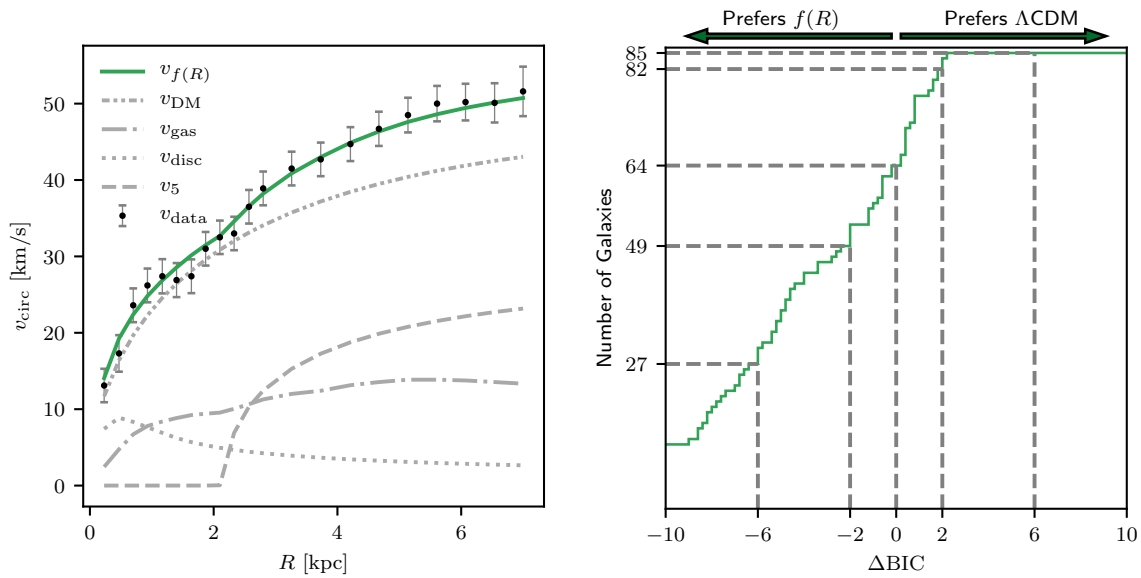 v_f(R)
v_DM
v_gas
v_disc
v_5
v_data
50
40
30
20
10
0
v_circ [km/s]
0
2
4
6
R [kpc]
Prefers f(R)
Prefers ΛCDM
85
82
64
49
27
Number of Galaxies
−10
−6
−2
0
2
6
10
ΔBIC